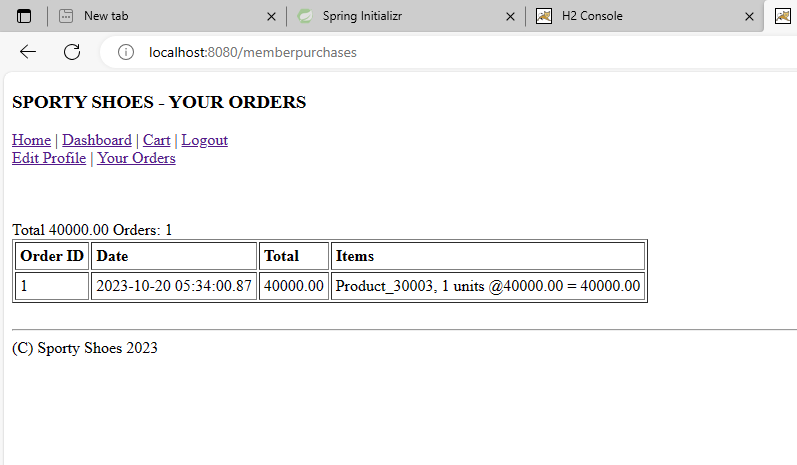 New tab
Spring Initializr
H2 Console
localhost:8080/memberpurchases
SPORTY SHOES - YOUR ORDERS
Home | Dashboard | Cart | Logout
Edit Profile | Your Orders
Total 40000.00 Orders: 1
Order ID Date Total Items
1 2023-10-20 05:34:00.87 40000.00 Product_30003, 1 units @40000.00 = 40000.00
(C) Sporty Shoes 2023